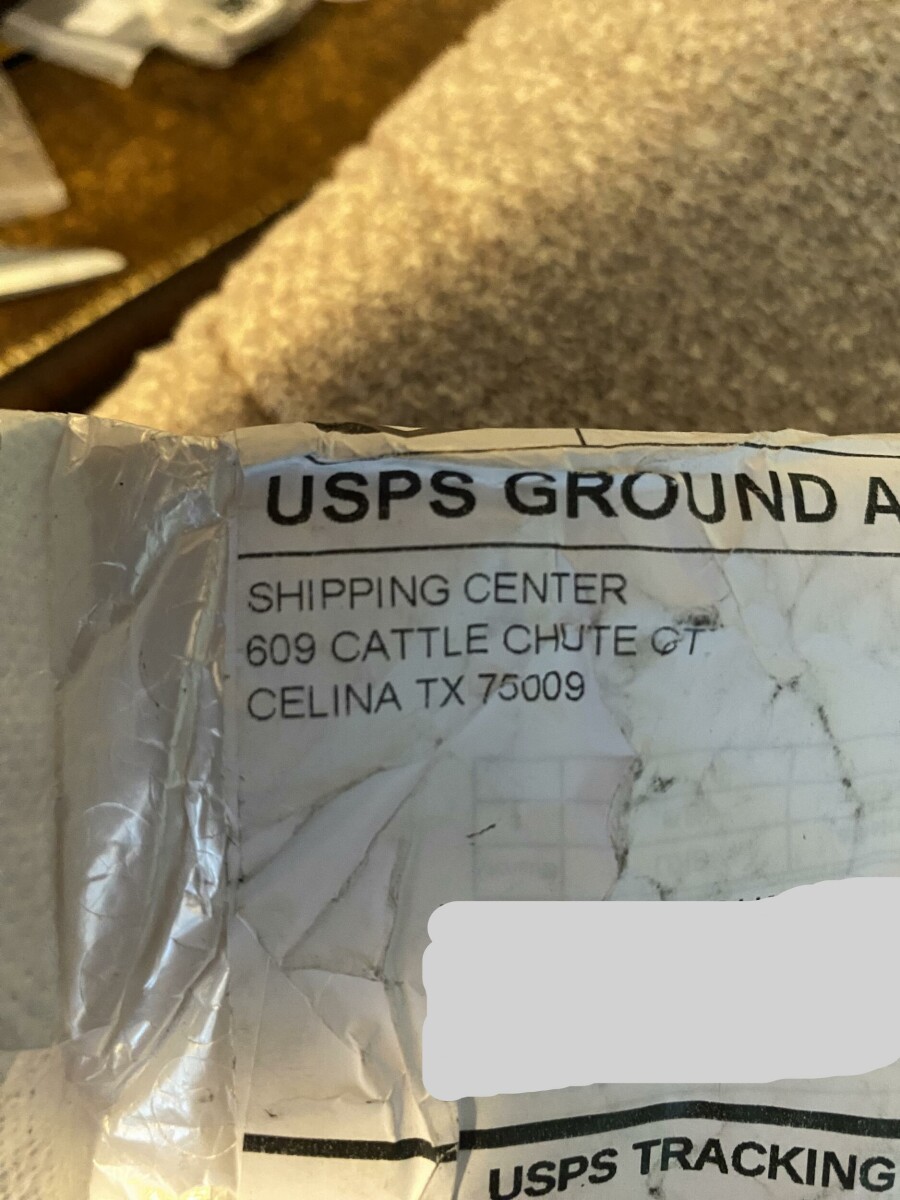 USPS GROUND A
SHIPPING CENTER
609 CATTLE CHUTE CT
CELINA TX 75009
USPS TRACKING